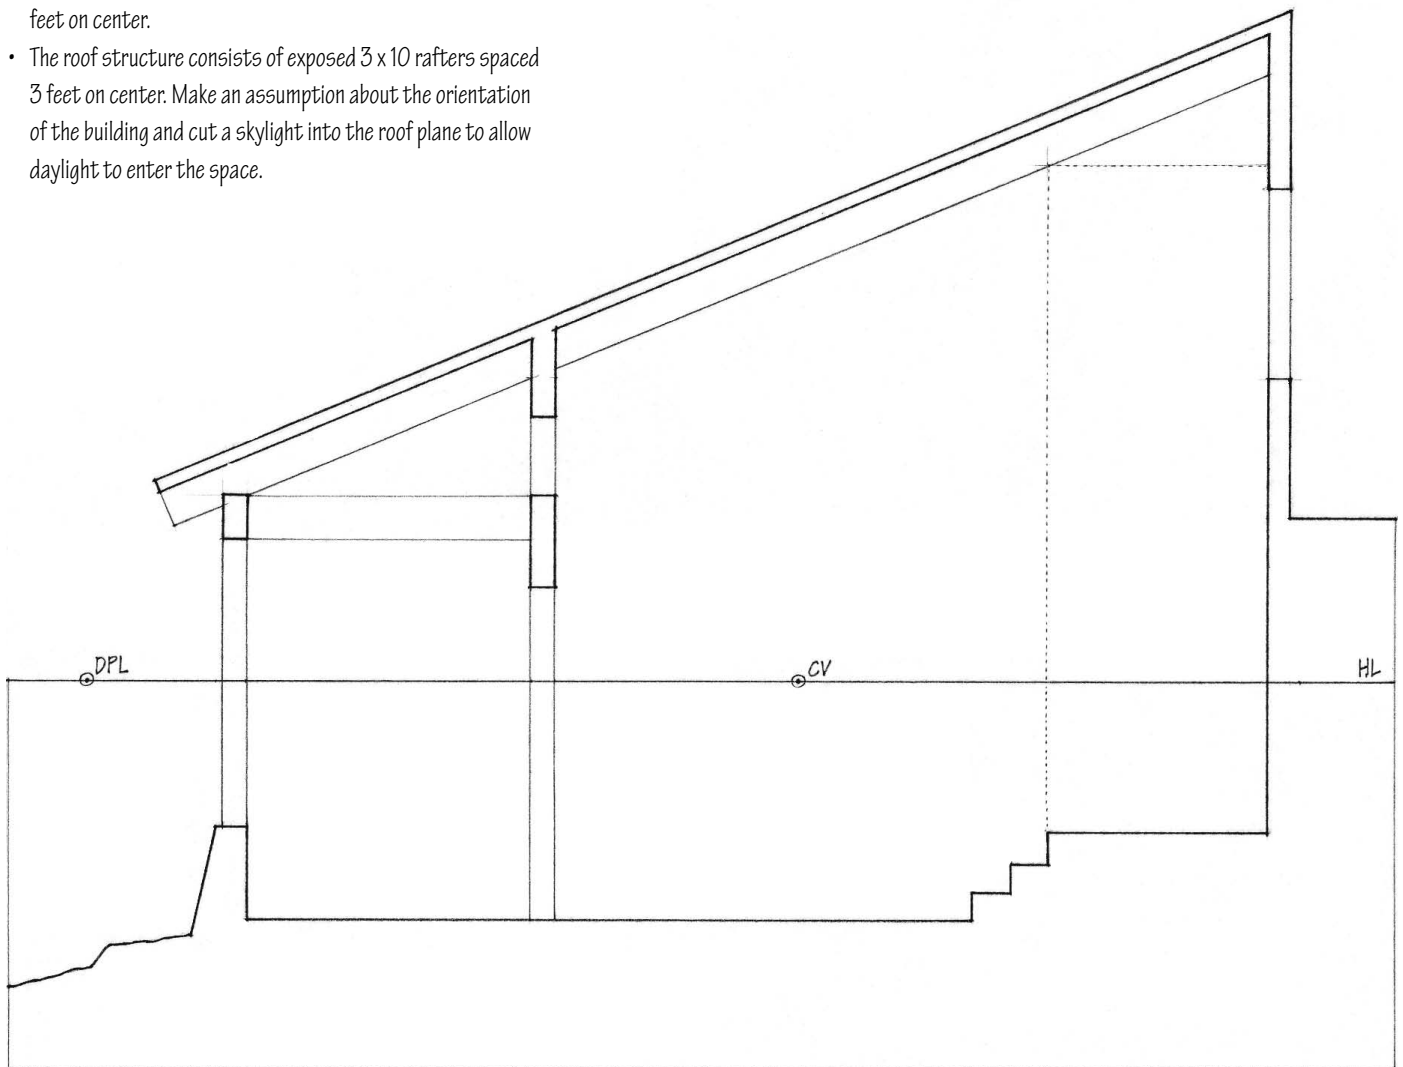 feet on center.
• The roof structure consists of exposed 3 x 10 rafters spaced
3 feet on center. Make an assumption about the orientation
of the building and cut a skylight into the roof plane to allow
daylight to enter the space.
DPL
CV
HL